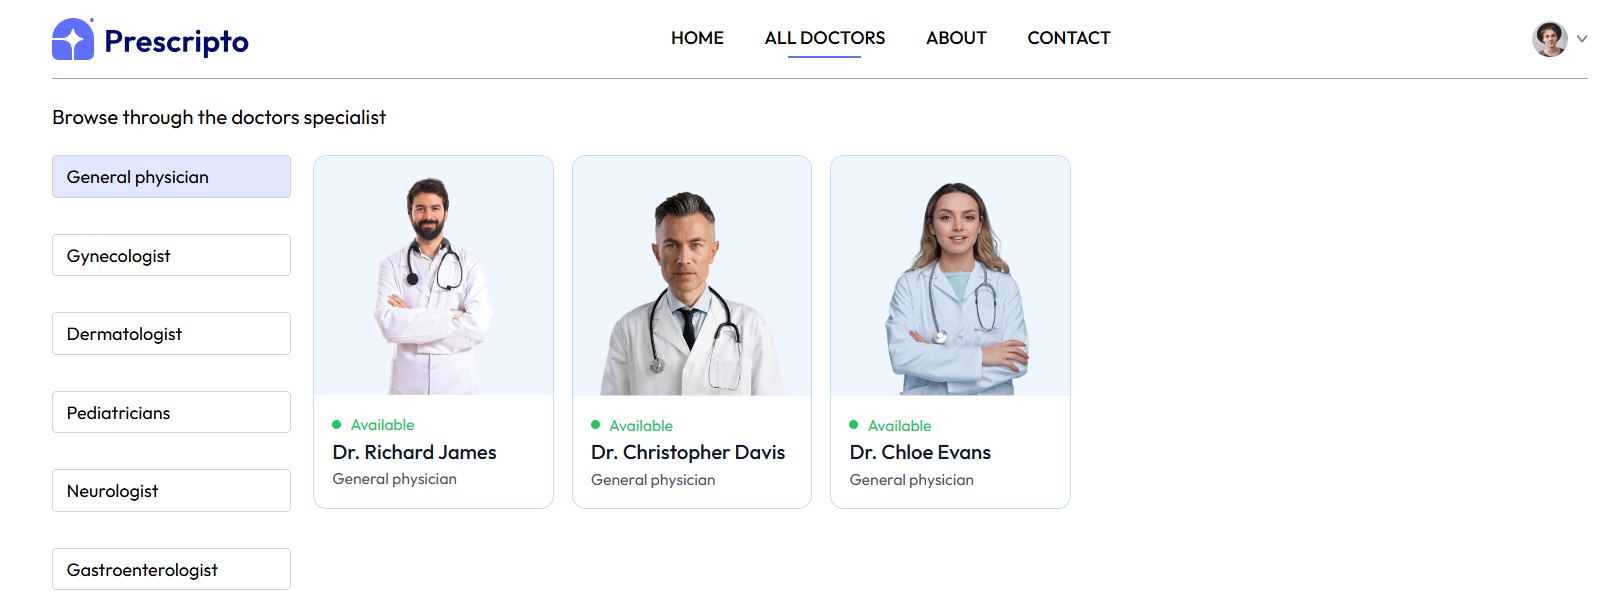 Prescripto
HOME
ALL DOCTORS
ABOUT
CONTACT
Browse through the doctors specialist
General physician
Gynecologist
Dermatologist
Pediatricians
Neurologist
Gastroenterologist
Available
Dr. Richard James
General physician
Available
Dr. Christopher Davis
General physician
Available
Dr. Chloe Evans
General physician